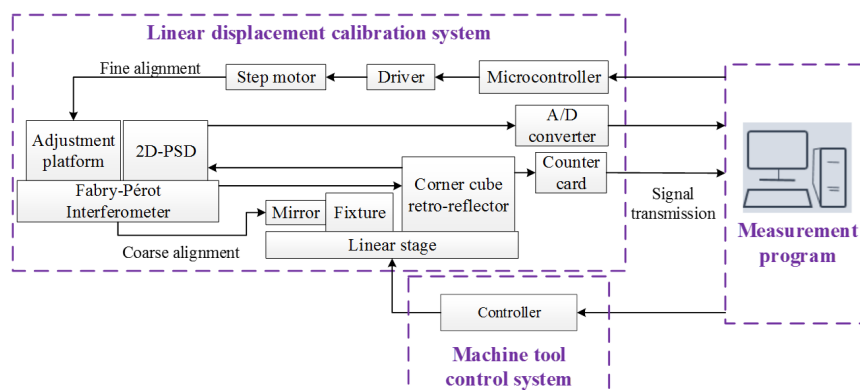 Linear displacement calibration system
Fine alignment
Step motor
Driver
Microcontroller
A/D
converter
Adjustment
platform
2D-PSD
Counter
card
Corner cube
retro-reflector
Fabry-Pérot
Interferometer
Mirror
Fixture
Signal
transmission
Coarse alignment
Linear stage
Measurement
program
Controller
Machine tool
control system